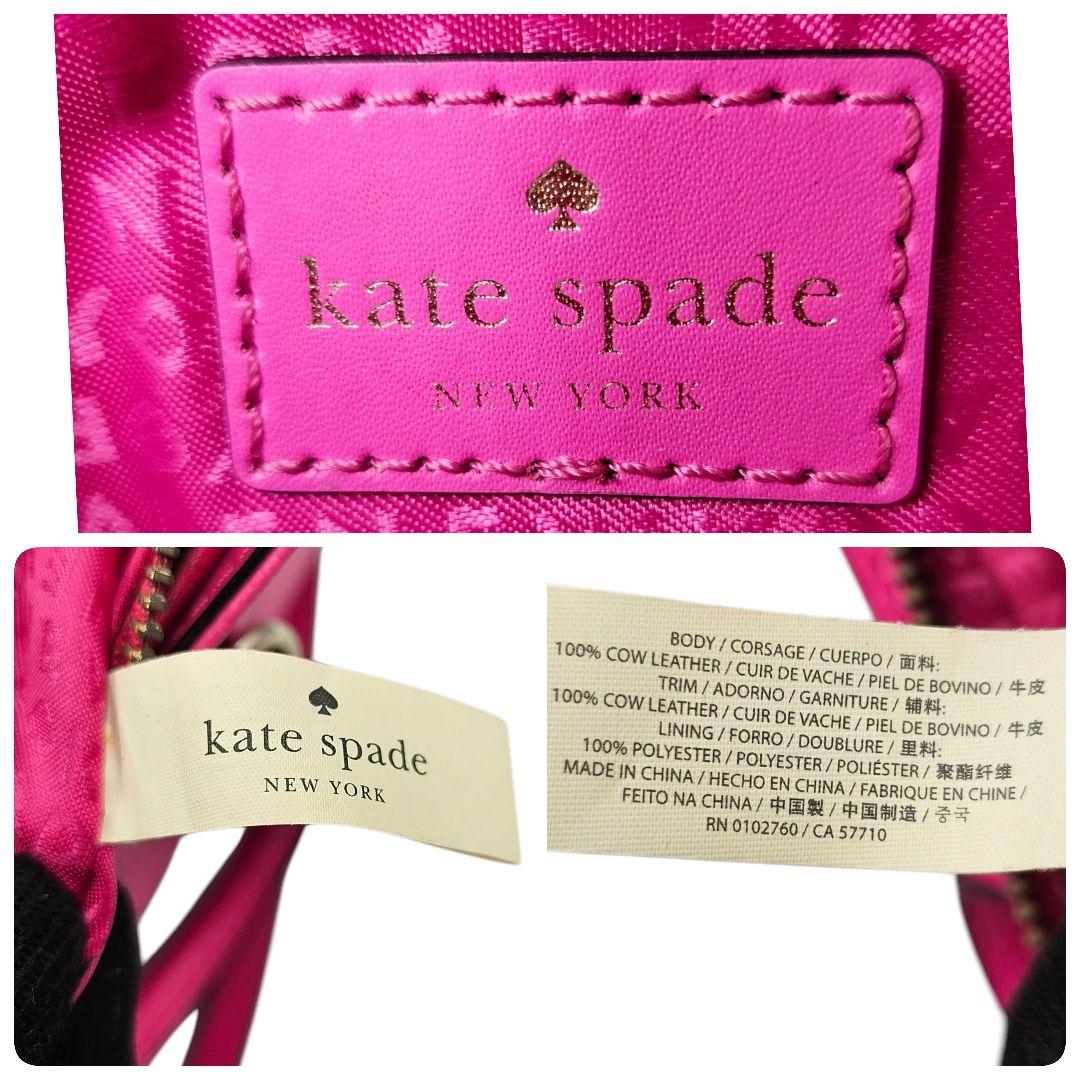 kate spade
NEW YORK
kate spade
NEW YORK
BODY / CORSAGE / CUERPO / 面料:
100% COW LEATHER / CUIR DE VACHE / PIEL DE BOVINO / 牛皮
TRIM / ADORNO / GARNITURE / 辅料:
100% COW LEATHER / CUIR DE VACHE / PIEL DE BOVINO / 牛皮
LINING / FORRO / DOUBLURE / 里料:
100% POLYESTER / POLYESTER / POLIÉSTER / 聚酯纤维
MADE IN CHINA / HECHO EN CHINA / FABRIQUE EN CHINE /
FEITO NA CHINA / 中国製 / 中国制造 / 중국
RN 0102760 / CA 57710